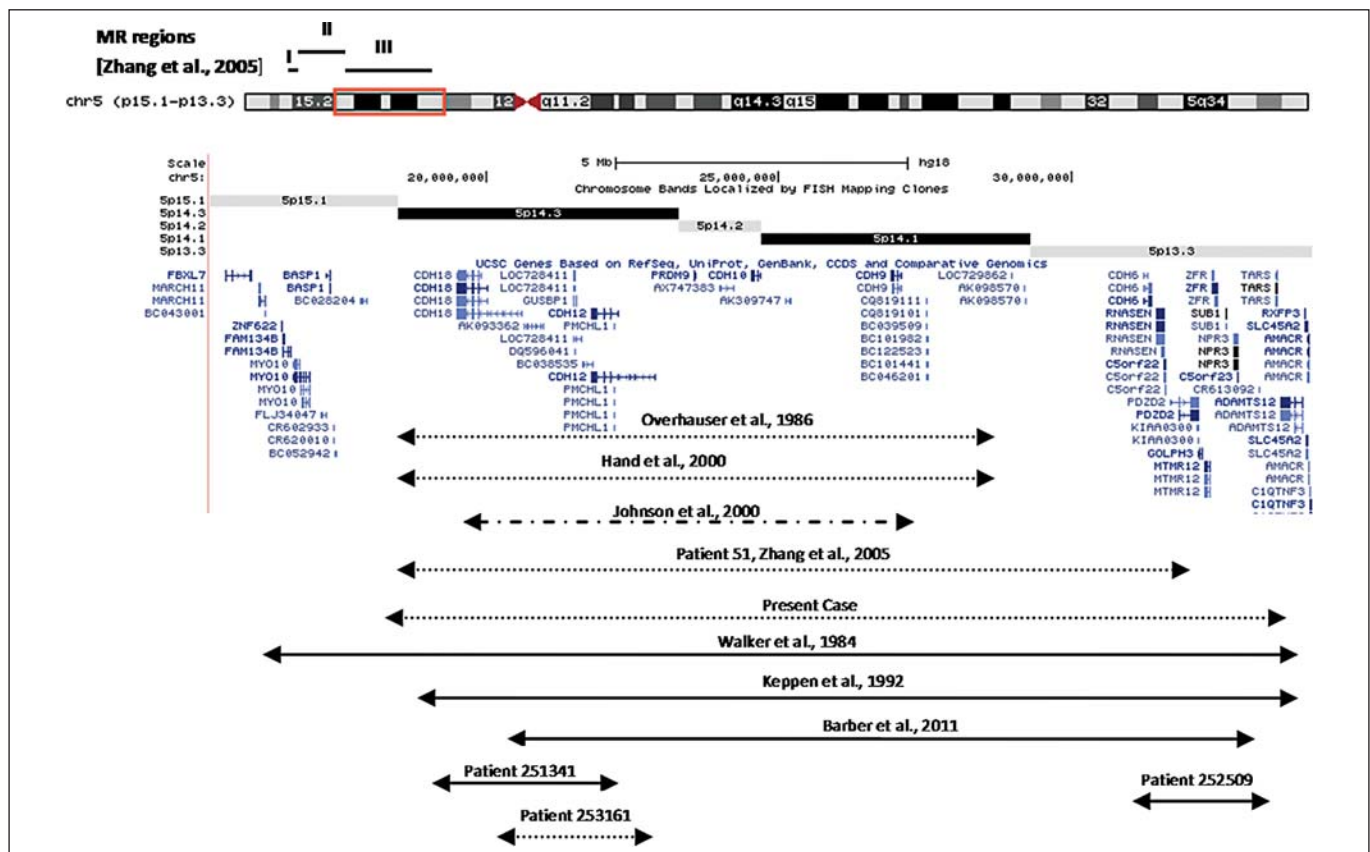 MR regions
[Zhang et al., 2005]
I
II
III
chr5 (p15.1-p13.3)
15.2 12 q11.2 q14.3 q15 32 5q34
Scale
5 Mb
hg18
chr5:
20,000,000
25,000,000
30,000,000
Chromosome Bands Localized by FISH Mapping Clones
5p15.1 5p15.1
5p14.3 5p14.3
5p14.2 5p14.2
5p14.1 5p14.1
5p13.3 5p13.3
UCSC Genes Based on RefSeq, UniProt, GenBank, CCDS and Comparative Genomics
FBXL7 BASP1 CDH18 LOC728411 PRDM9 CDH10 CDH9 LOC729862 CDH6 ZFR TARS
MARCH11 BASP1 CDH18 LOC728411 AX747383 CDH9 AK098570 CDH6 ZFR TARS
MARCH11 BC028204 CDH18 GUSBP1 AK309747 CQ819111 AK098570 CDH6 ZFR TARS
BC043001 CDH18 CDH12 CQ819101 RNASEN SUB1 RXFP3
ZNF622 AK093362 PMCHL1 BC039509 RNASEN SUB1 SLC45A2
FAM134B LOC728411 PMCHL1 BC101982 RNASEN NPR3 AMACR
FAM134B DQ596041 BC122523 RNASEN NPR3 AMACR
MYO10 BC038535 PMCHL1 BC101441 C5orf22 NPR3 AMACR
MYO10 CDH12 BC046201 C5orf22 C5orf23 AMACR
MYO10 PMCHL1 C5orf22 CR613092
MYO10 PMCHL1 PDZD2 ADAMTS12
FLJ34047 PMCHL1 PDZD2 ADAMTS12
CR602933 PMCHL1 KIAA0300 ADAMTS12
CR620010 KIAA0300 SLC45A2
BC052942 GOLPH3 SLC45A2
MTMR12 AMACR
MTMR12 AMACR
MTMR12 C1QTNF3
C1QTNF3
C1QTNF3
Overhauser et al., 1986
Hand et al., 2000
Johnson et al., 2000
Patient 51, Zhang et al., 2005
Present Case
Walker et al., 1984
Keppen et al., 1992
Barber et al., 2011
Patient 251341
Patient 252509
Patient 253161